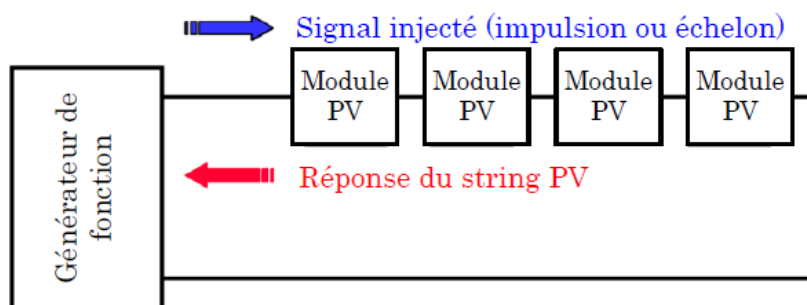 Signal injecté (impulsion ou échelon)
Module
PV
Module
PV
Module
PV
Module
PV
Réponse du string PV
Générateur de
fonction